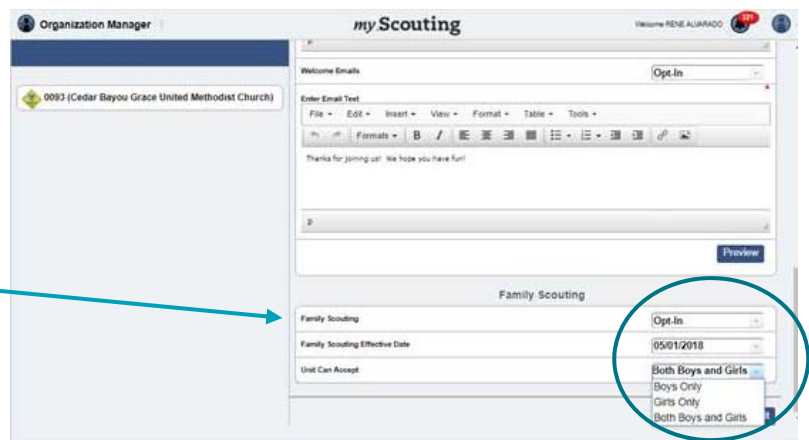 Organization Manager
my.Scouting
Welcome RENE ALVARADO
0093 (Cedar Bayou Grace United Methodist Church)
Welcome Emails
Opt-In
Enter Email Text
File Edit Insert View Format Table Tools
Formats B I
Thanks for joining us! We hope you have fun!
p
Preview
Family Scouting
Family Scouting
Opt-In
Family Scouting Effective Date
05/01/2018
Unit Can Accept
Both Boys and Girls
Boys Only
Girls Only
Both Boys and Girls